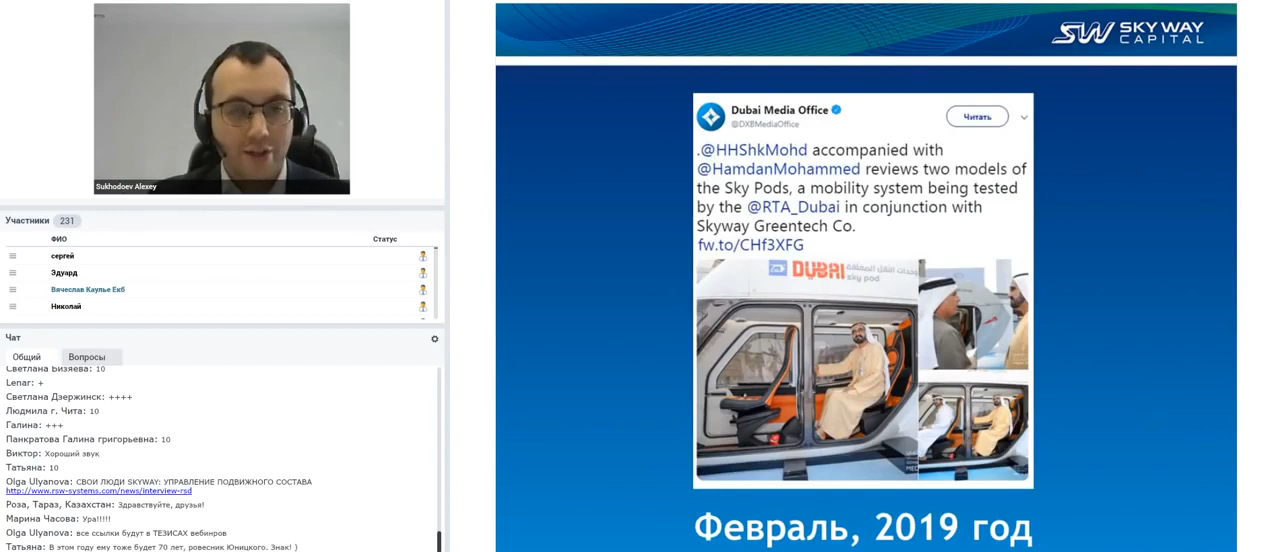 Sukhodoev Alexey
Участники 231
ФИО Статус
сергей
Эдуард
Вячеслав Каулье Екб
Николай
Чат
Общий Вопросы
Светлана Бизяева: 10
Lenar: +
Светлана Дзержинск: ++++
Людмила г. Чита: 10
Галина: +++
Панкратова Галина григорьевна: 10
Виктор: Хороший звук
Татьяна: 10
Olga Ulyanova: СВОИ ЛЮДИ SKYWAY: УПРАВЛЕНИЕ ПОДВИЖНОГО СОСТАВА
http://www.rsw-systems.com/news/interview-rsd
Роза, Тараз, Казахстан: Здравствуйте, друзья!
Марина Часова: Ура!!!!!
Olga Ulyanova: все ссылки будут в ТЕЗИСАХ вебинров
Татьяна: В этом году ему тоже будет 70 лет, ровесник Юницкого. Знак! )
SW SKY WAY
CAPITAL
Dubai Media Office
@DXBMediaOffice
Читать
.@HHShkMohd accompanied with
@HamdanMohammed reviews two models of
the Sky Pods, a mobility system being tested
by the @RTA_Dubai in conjunction with
Skyway Greentech Co.
fw.to/CHf3XFG
DUBAI
sky pod
Февраль, 2019 год